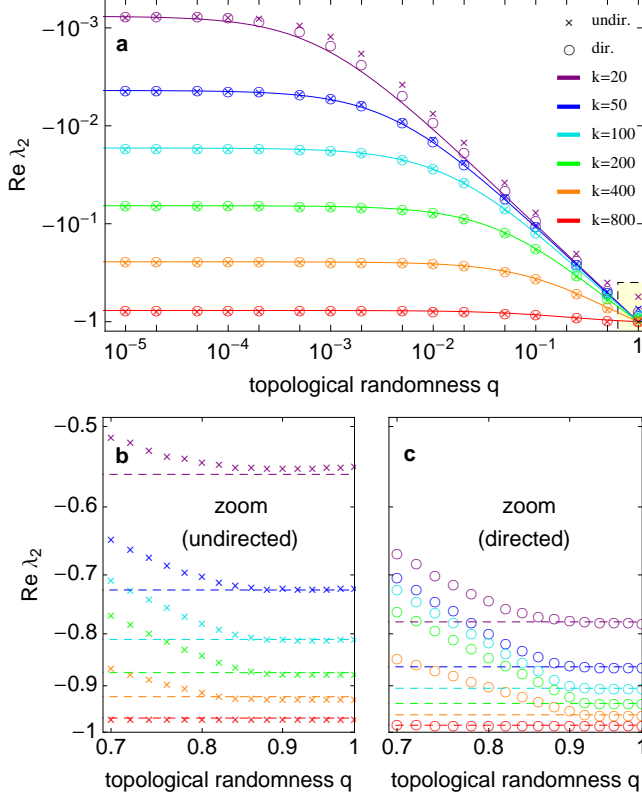 −10⁻³
−10⁻²
−10⁻¹
−1
Re λ₂
a
× undir.
○ dir.
k=20
k=50
k=100
k=200
k=400
k=800
10⁻⁵ 10⁻⁴ 10⁻³ 10⁻² 10⁻¹ 1
topological randomness q
−0.5
−0.6
−0.7
−0.8
−0.9
−1
Re λ₂
b
zoom
(undirected)
0.7 0.8 0.9 1
topological randomness q
c
zoom
(directed)
0.7 0.8 0.9 1
topological randomness q